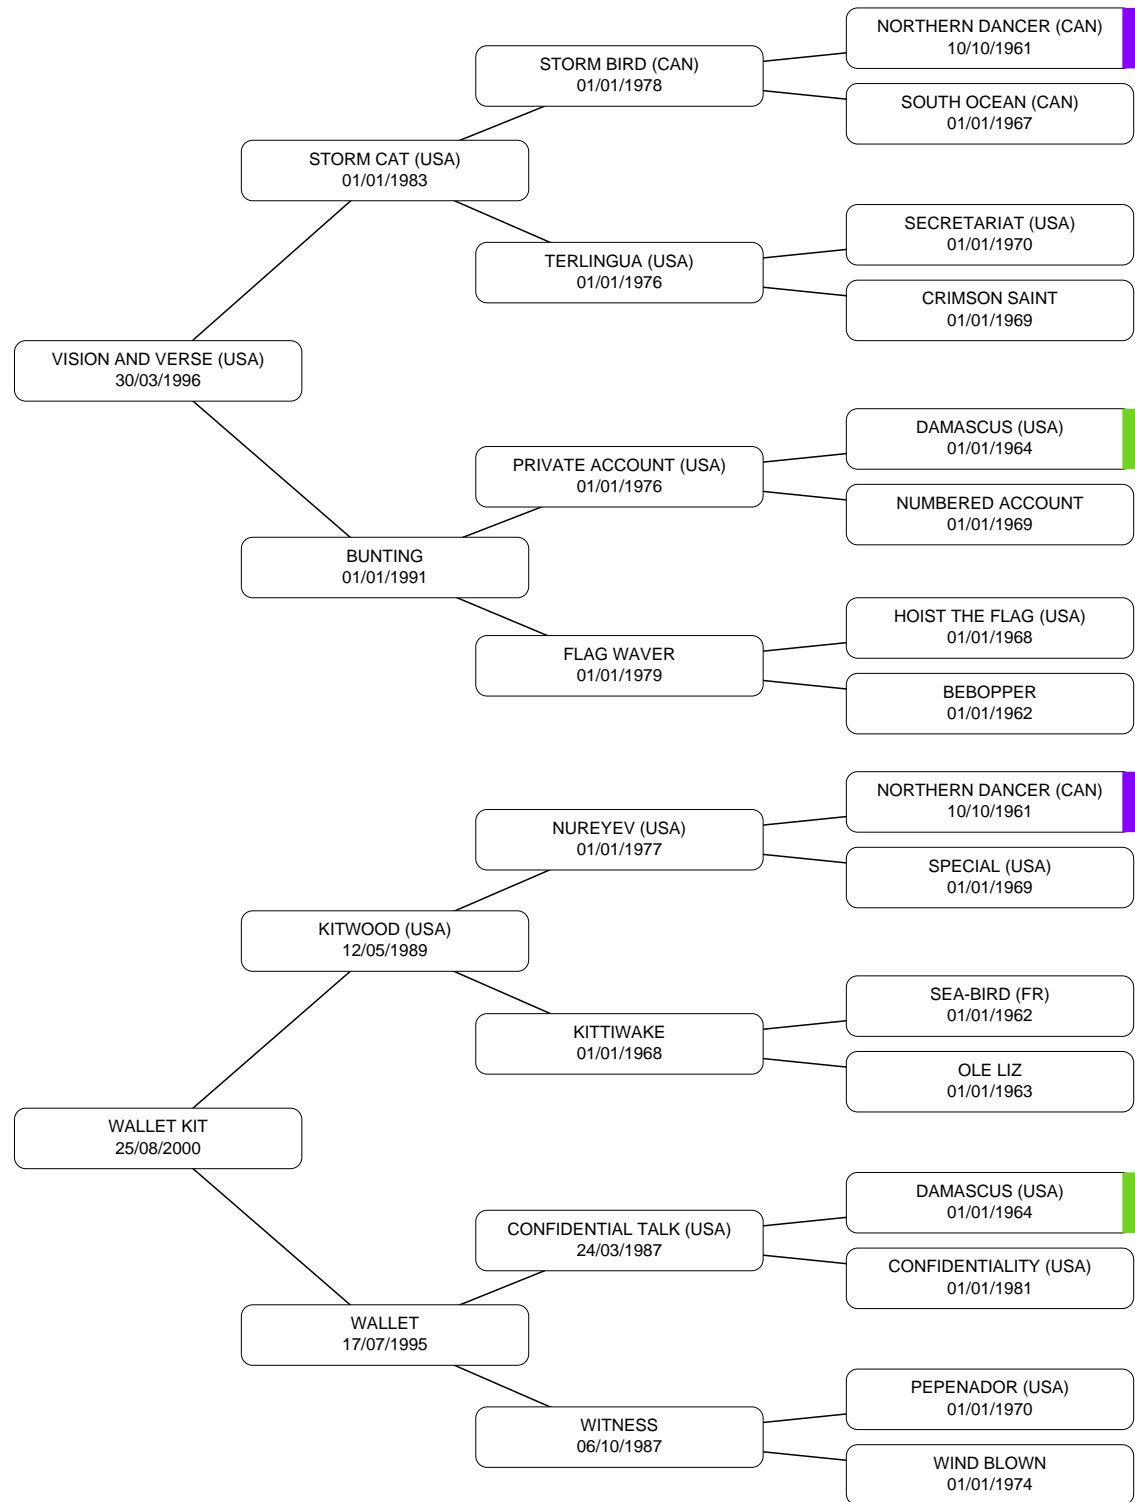 NORTHERN DANCER (CAN)
10/10/1961
STORM BIRD (CAN)
01/01/1978
SOUTH OCEAN (CAN)
01/01/1967
STORM CAT (USA)
01/01/1983
SECRETARIAT (USA)
01/01/1970
TERLINGUA (USA)
01/01/1976
CRIMSON SAINT
01/01/1969
VISION AND VERSE (USA)
30/03/1996
DAMASCUS (USA)
01/01/1964
PRIVATE ACCOUNT (USA)
01/01/1976
NUMBERED ACCOUNT
01/01/1969
BUNTING
01/01/1991
HOIST THE FLAG (USA)
01/01/1968
FLAG WAVER
01/01/1979
BEBOPPER
01/01/1962
NORTHERN DANCER (CAN)
10/10/1961
NUREYEV (USA)
01/01/1977
SPECIAL (USA)
01/01/1969
KITWOOD (USA)
12/05/1989
SEA-BIRD (FR)
01/01/1962
KITTIWAKE
01/01/1968
OLE LIZ
01/01/1963
WALLET KIT
25/08/2000
DAMASCUS (USA)
01/01/1964
CONFIDENTIAL TALK (USA)
24/03/1987
CONFIDENTIALITY (USA)
01/01/1981
WALLET
17/07/1995
PEPENADOR (USA)
01/01/1970
WITNESS
06/10/1987
WIND BLOWN
01/01/1974